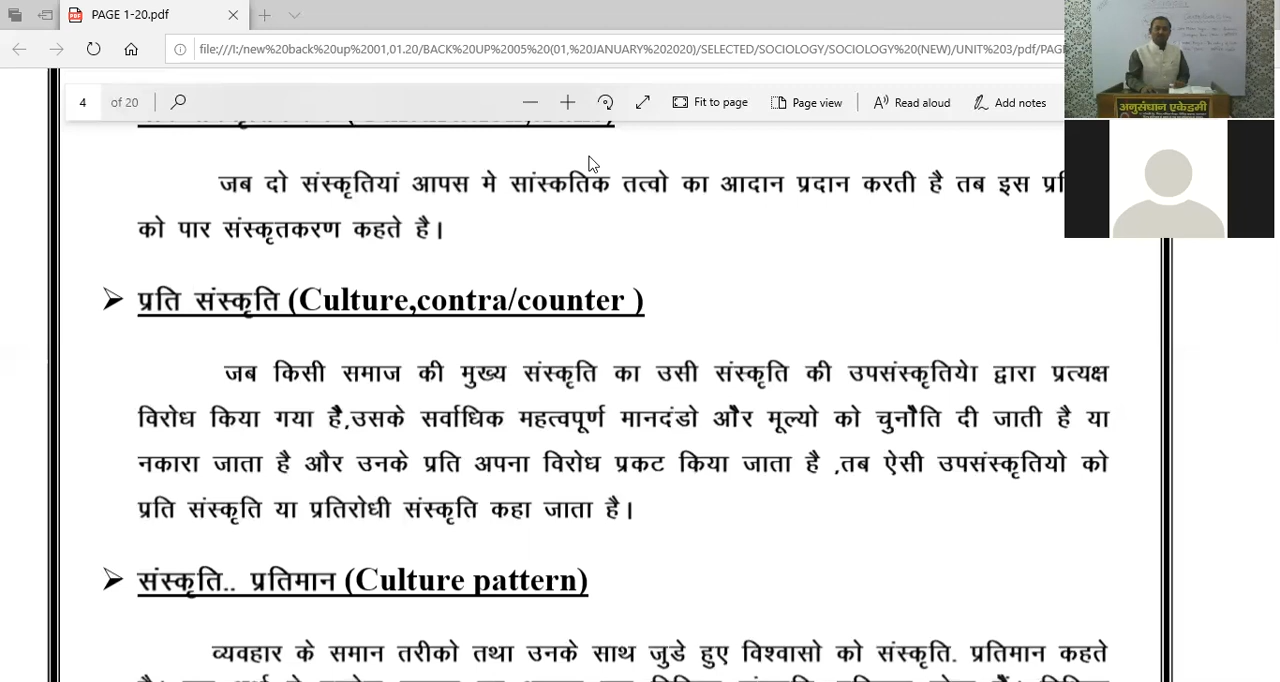 PAGE 1-20.pdf
file:///I:/new%20back%20up%2001,01.20/BACK%20UP%2005%20(01,%20JANUARY%202020)/SELECTED/SOCIOLOGY/SOCIOLOGY%20(NEW)/UNIT%203/pdf/PAG
4 of 20
Fit to page
Page view
Read aloud
Add notes
अनुसंधान एकेडमी
जब दो संस्कृतियां आपस मे सांस्कतिक तत्वो का आदान प्रदान करती है तब इस
को पार संस्कृतकरण कहते है।
➢ प्रति संस्कृति (Culture,contra/counter )
जब किसी समाज की मुख्य संस्कृति का उसी संस्कृति की उपसंस्कृतियेा द्वारा प्रत्यक्ष
विरोध किया गया है,उसके सर्वाधिक महत्वपूर्ण मानदंडो और मूल्यो को चुनौति दी जाती है या
नकारा जाता है और उनके प्रति अपना विरोध प्रकट किया जाता है ,तब ऐसी उपसंस्कृतियो को
प्रति संस्कृति या प्रतिरोधी संस्कृति कहा जाता है।
➢ संस्कृति.. प्रतिमान (Culture pattern)
व्यवहार के समान तरीको तथा उनके साथ जुडे हुए विश्वासो को संस्कृति. प्रतिमान कहते